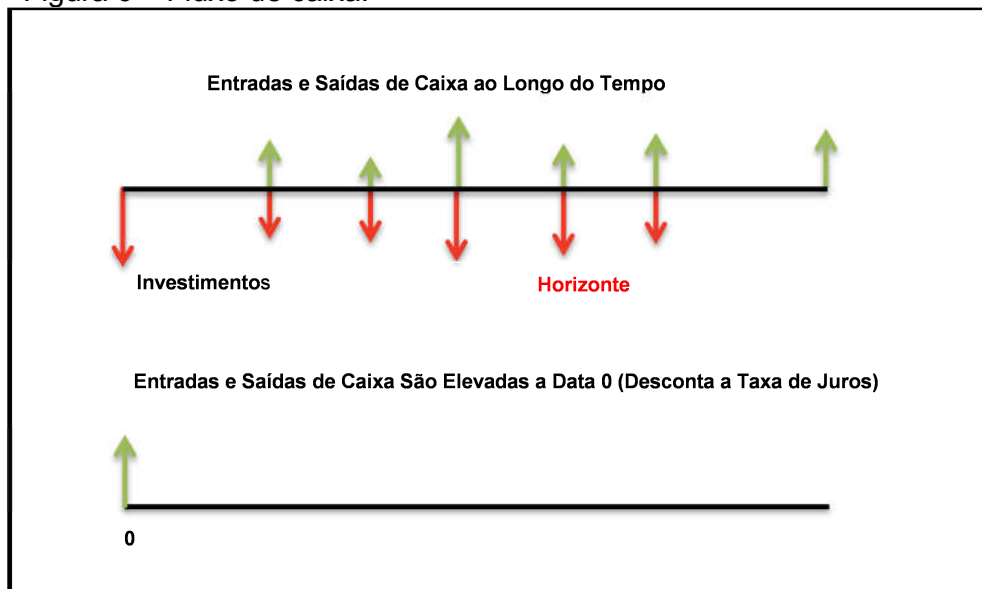 Entradas e Saídas de Caixa ao Longo do Tempo
Investimentos
Horizonte
Entradas e Saídas de Caixa São Elevadas a Data 0 (Desconta a Taxa de Juros)
0